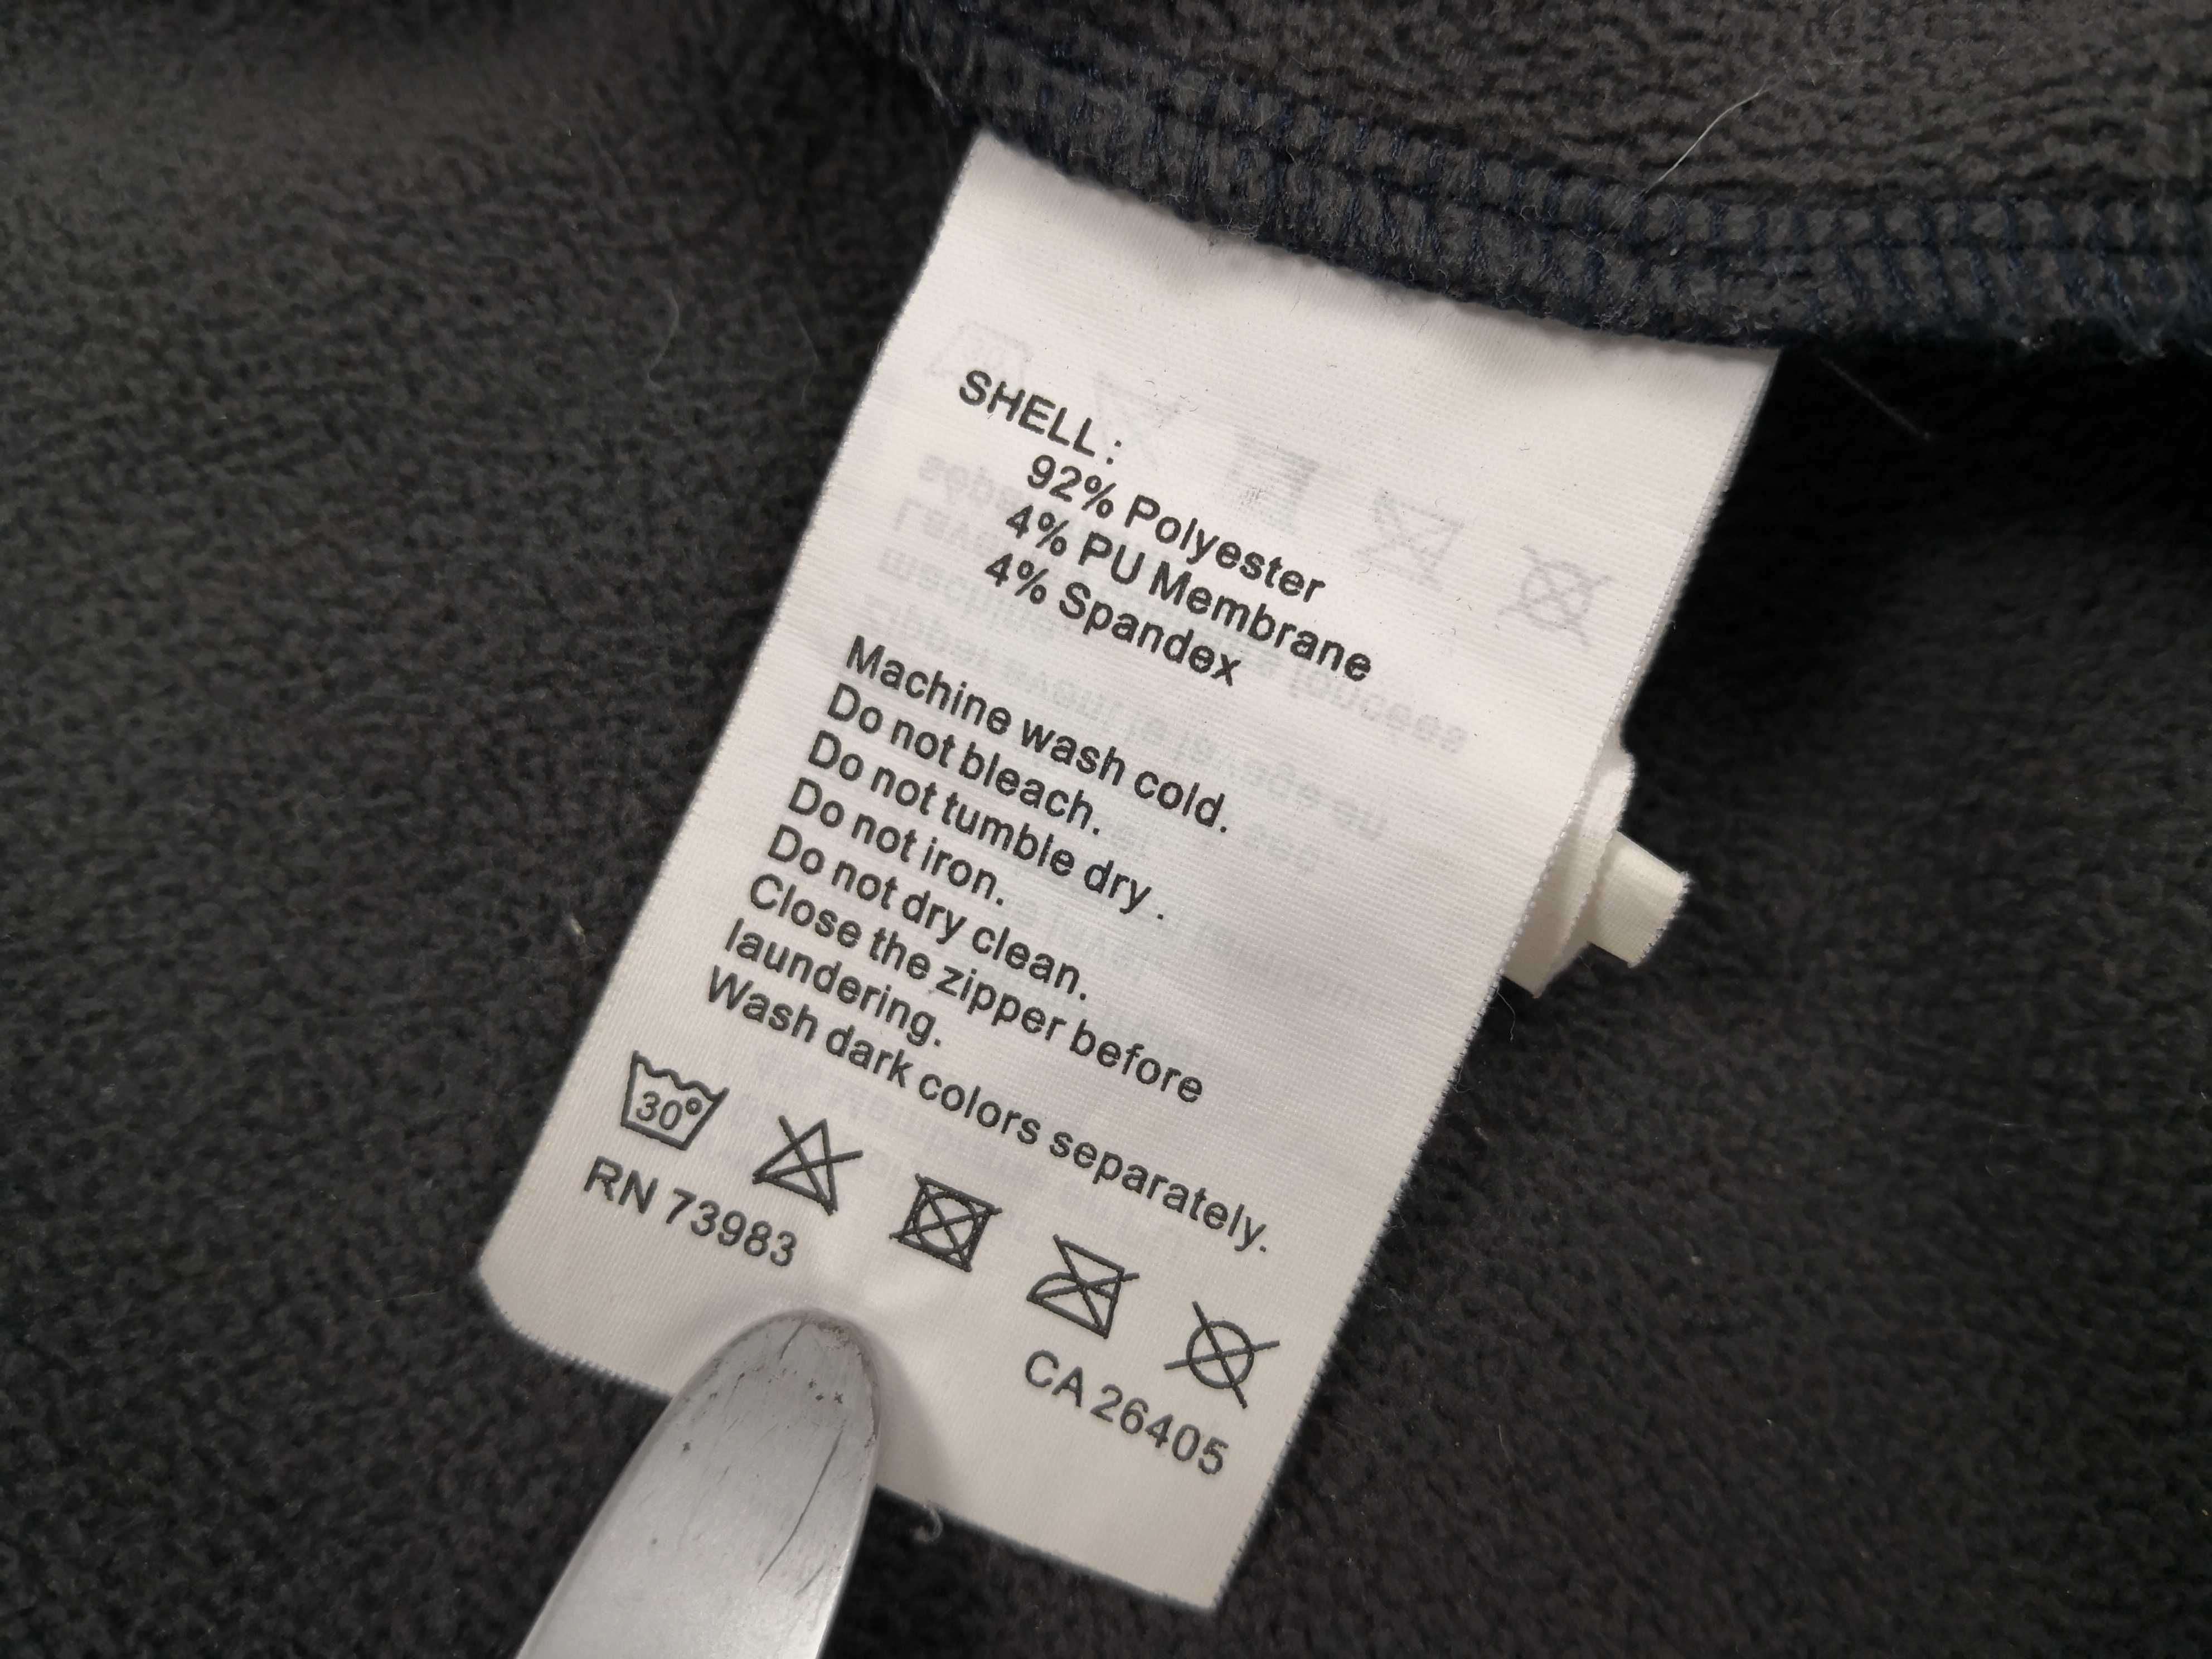 SHELL:
92% Polyester
4% PU Membrane
4% Spandex
Machine wash cold.
Do not bleach.
Do not tumble dry .
Do not iron.
Do not dry clean.
Close the zipper before
laundering.
Wash dark colors separately.
30°
RN 73983
CA 26405